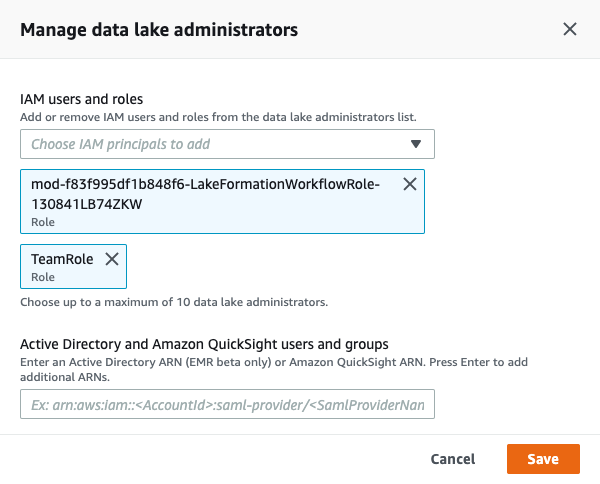 Manage data lake administrators
IAM users and roles
Add or remove IAM users and roles from the data lake administrators list.
Choose IAM principals to add
mod-f83f995df1b848f6-LakeFormationWorkflowRole-
130841LB74ZKW
Role
TeamRole
Role
Choose up to a maximum of 10 data lake administrators.
Active Directory and Amazon QuickSight users and groups
Enter an Active Directory ARN (EMR beta only) or Amazon QuickSight ARN. Press Enter to add
additional ARNs.
Ex: arn:aws:iam::<AccountId>:saml-provider/<SamlProviderNan
Cancel
Save